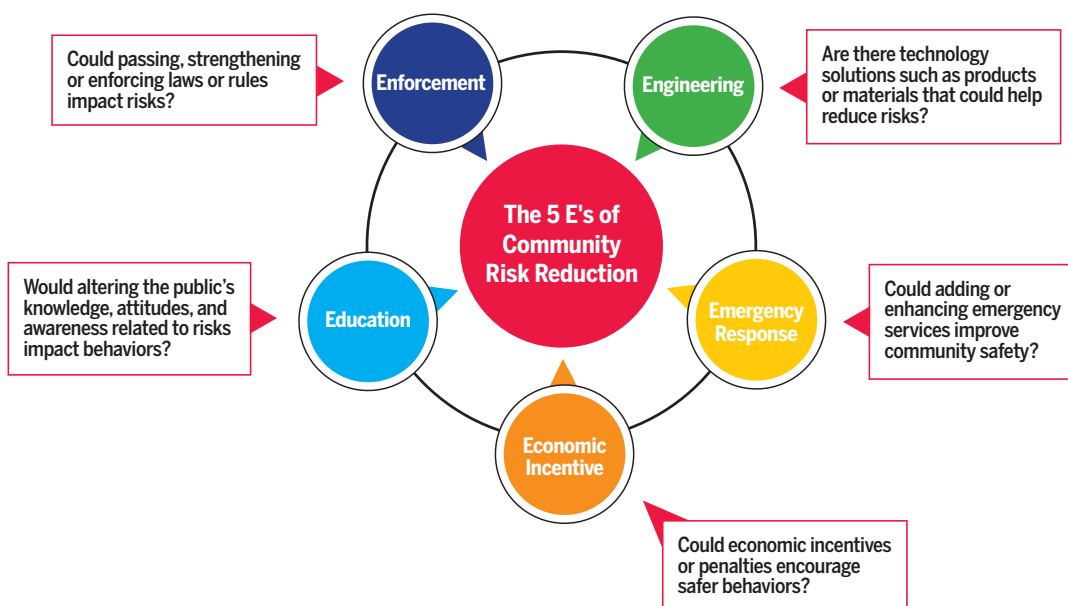 Could passing, strengthening
or enforcing laws or rules
impact risks?
Enforcement
Engineering
Are there technology
solutions such as products
or materials that could help
reduce risks?
The 5 E's of
Community
Risk Reduction
Would altering the public’s
knowledge, attitudes, and
awareness related to risks
impact behaviors?
Education
Emergency
Response
Could adding or
enhancing emergency
services improve
community safety?
Economic
Incentive
Could economic incentives
or penalties encourage
safer behaviors?